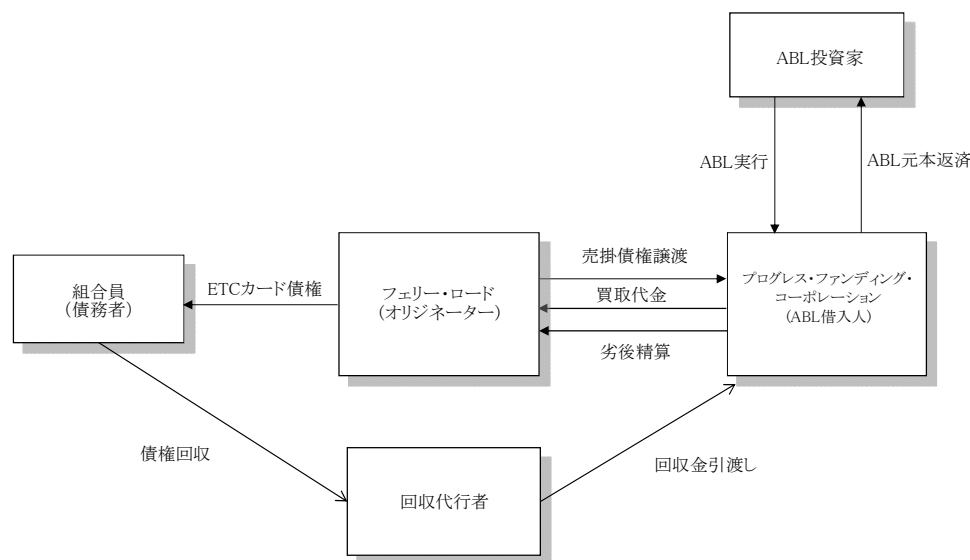 ABL投資家
ABL実行
ABL元本返済
組合員
(債務者)
ETCカード債権
フェリー・ロード
(オリジネーター)
売掛債権譲渡
買取代金
劣後精算
プログレス・ファンディング・
コーポレーション
(ABL借入人)
債権回収
回収代行者
回収金引渡し